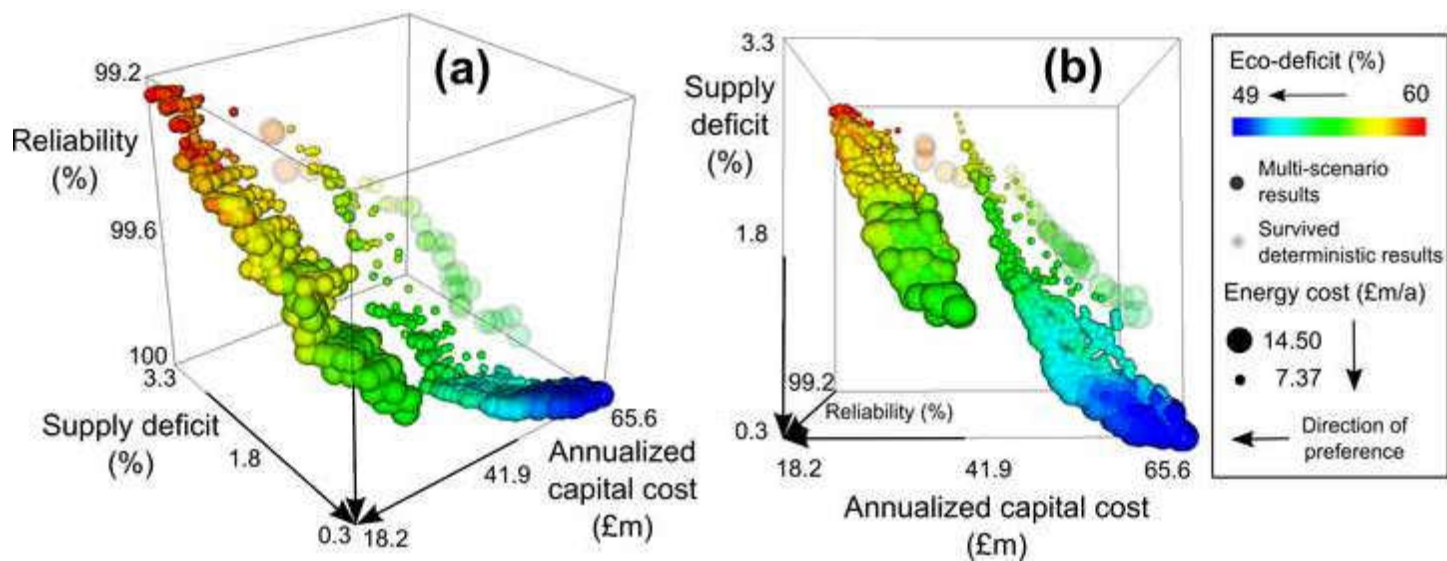 (a)
99.2
Reliability
(%)
99.6
100
3.3
Supply deficit
(%)
1.8
0.3
18.2
41.9
65.6
Annualized
capital cost
(£m)
(b)
3.3
Supply
deficit
(%)
1.8
99.2
Reliability (%)
0.3
18.2
41.9
65.6
Annualized capital cost
(£m)
Eco-deficit (%)
49
60
Multi-scenario
results
Survived
deterministic results
Energy cost (£m/a)
14.50
7.37
Direction of
preference